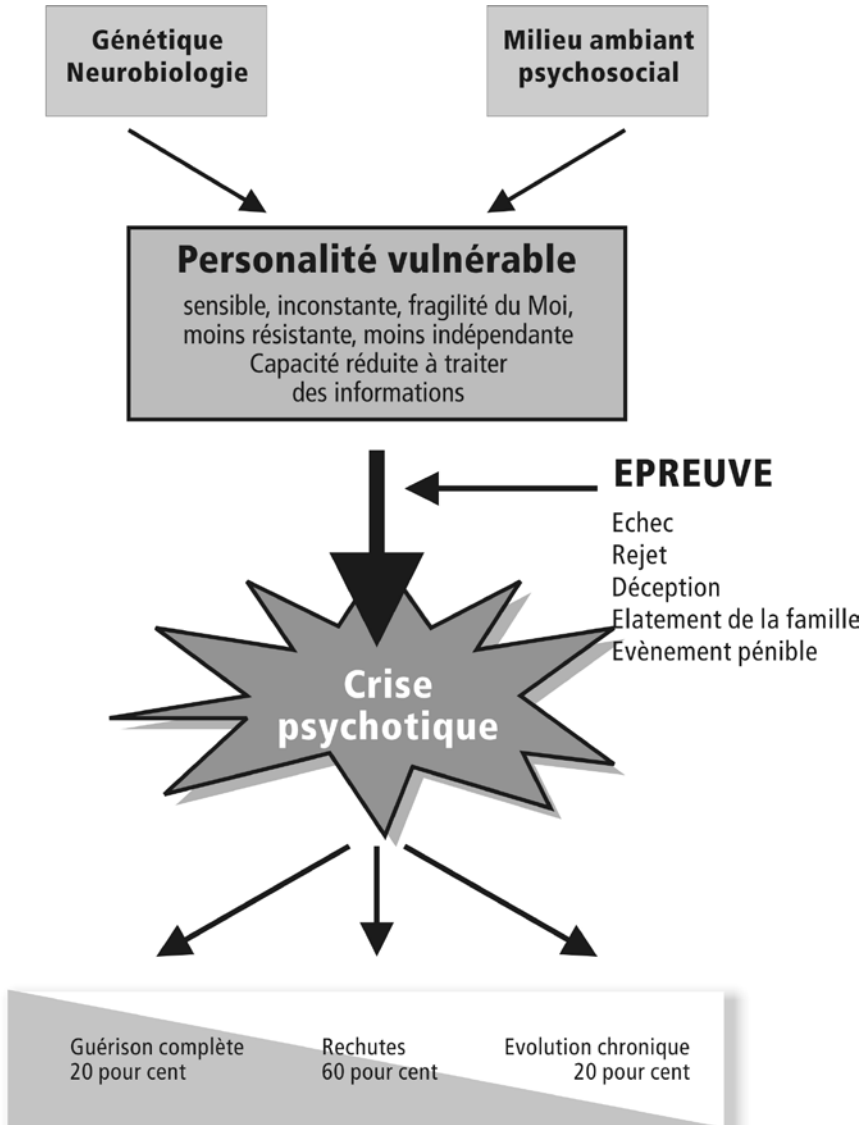 Génétique
Neurobiologie
Milieu ambiant
psychosocial
Personalité vulnérable
sensible, inconstante, fragilité du Moi,
moins résistante, moins indépendante
Capacité réduite à traiter
des informations
EPREUVE
Echec
Rejet
Déception
Elatement de la famille
Evènement pénible
Crise
psychotique
Guérison complète
20 pour cent
Rechutes
60 pour cent
Evolution chronique
20 pour cent